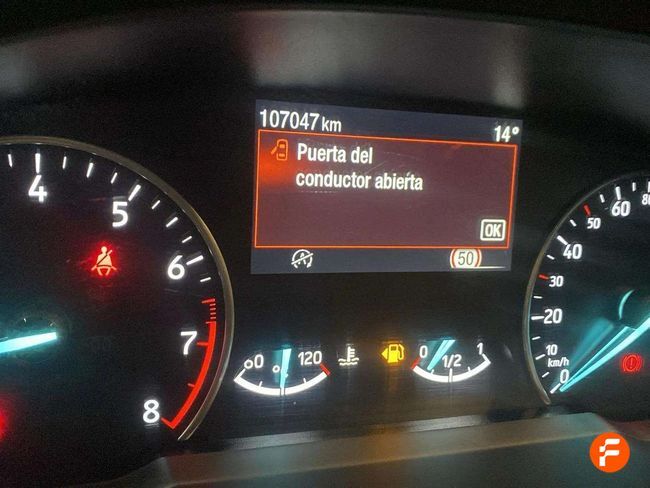 107047 km 14°
Puerta del
conductor abierta
OK
50
4 5 6 7 8
0 120
°C
0 1/2 1
0 10 20 30 40 50 60 80
km/h
F